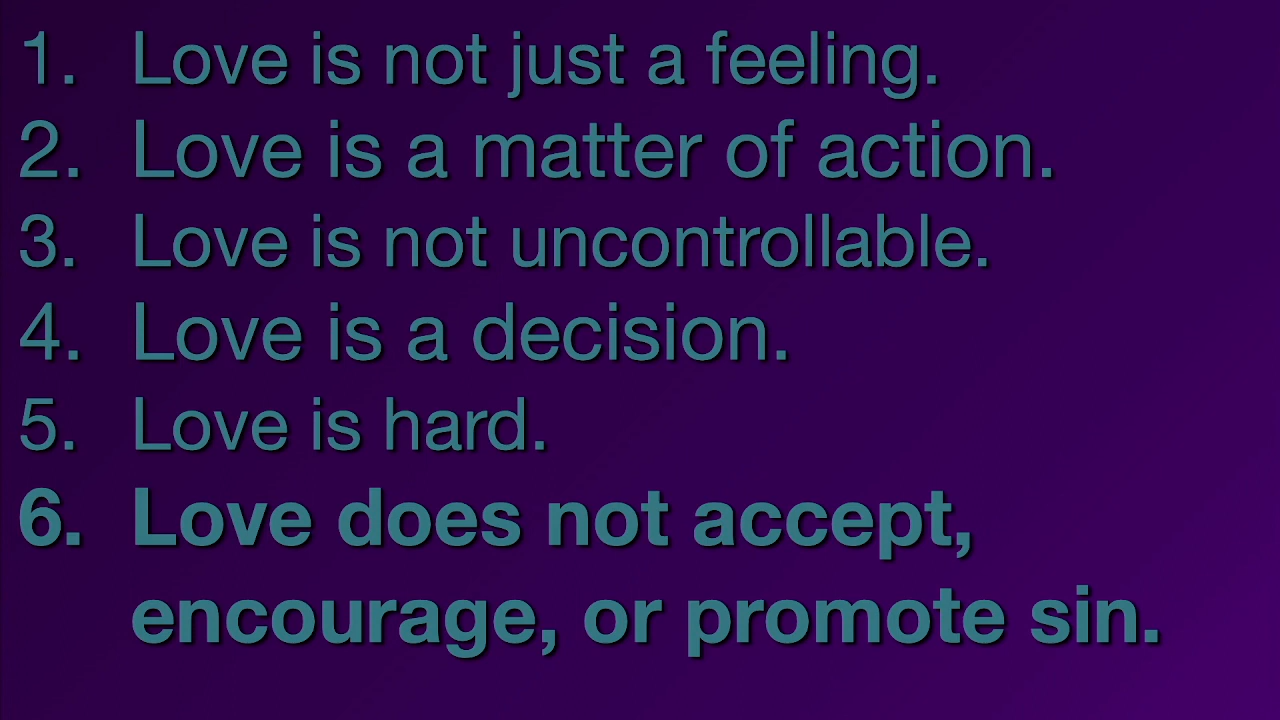 1. Love is not just a feeling.
2. Love is a matter of action.
3. Love is not uncontrollable.
4. Love is a decision.
5. Love is hard.
6. Love does not accept,
encourage, or promote sin.